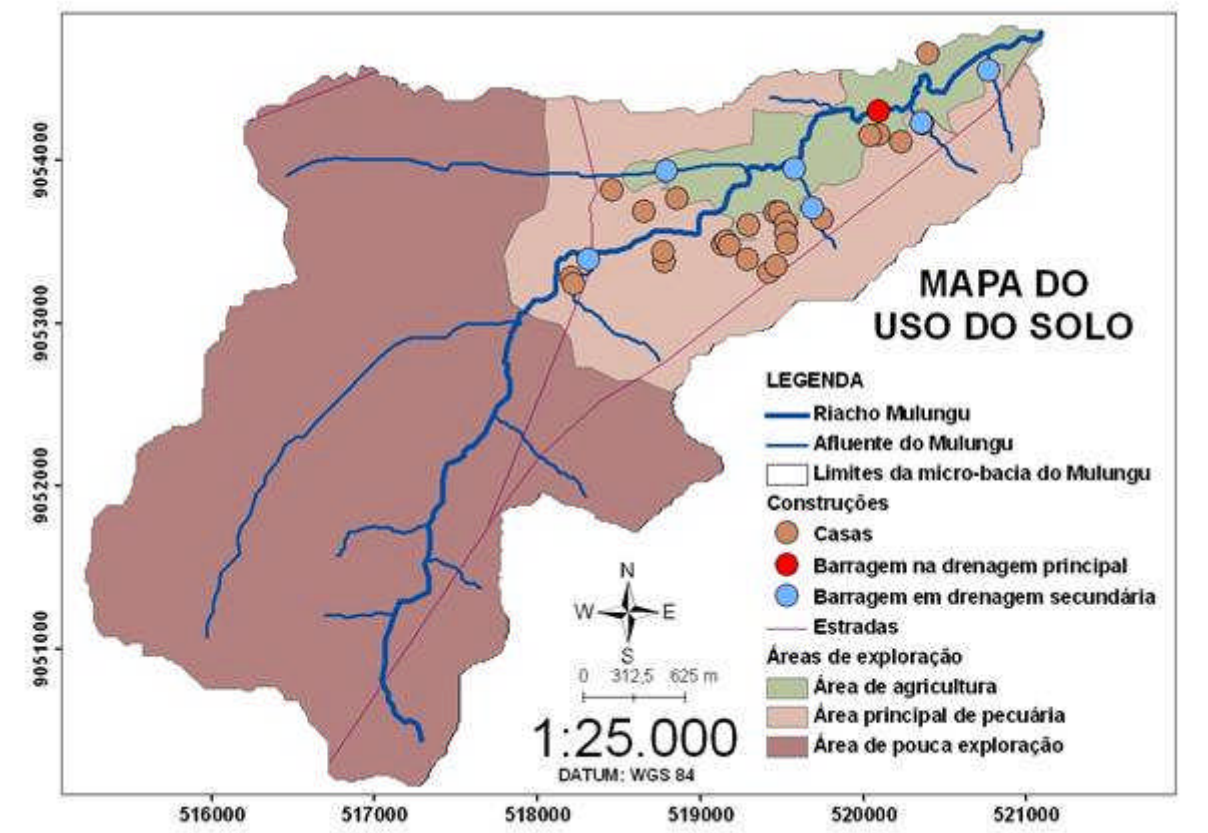 9054000
9053000
9052000
9051000
MAPA DO
USO DO SOLO
LEGENDA
Riacho Mulungu
Afluente do Mulungu
Limites da micro-bacia do Mulungu
Construções
Casas
Barragem na drenagem principal
Barragem em drenagem secundária
Estradas
Áreas de exploração
Área de agricultura
Área principal de pecuária
Área de pouca exploração
N
W E
S
0 312,5 625 m
1:25.000
DATUM: WGS 84
516000 517000 518000 519000 520000 521000